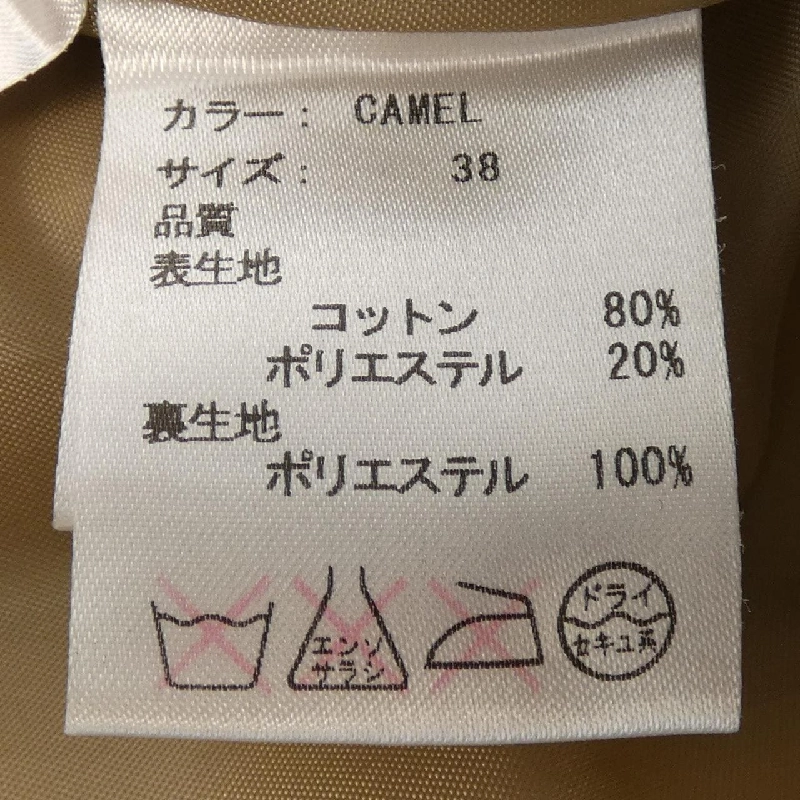 カラー： CAMEL
サイズ： 38
品質
表生地
コットン 80%
ポリエステル 20%
裏生地
ポリエステル 100%
エンソ
サラシ
ドライ
セキユ系